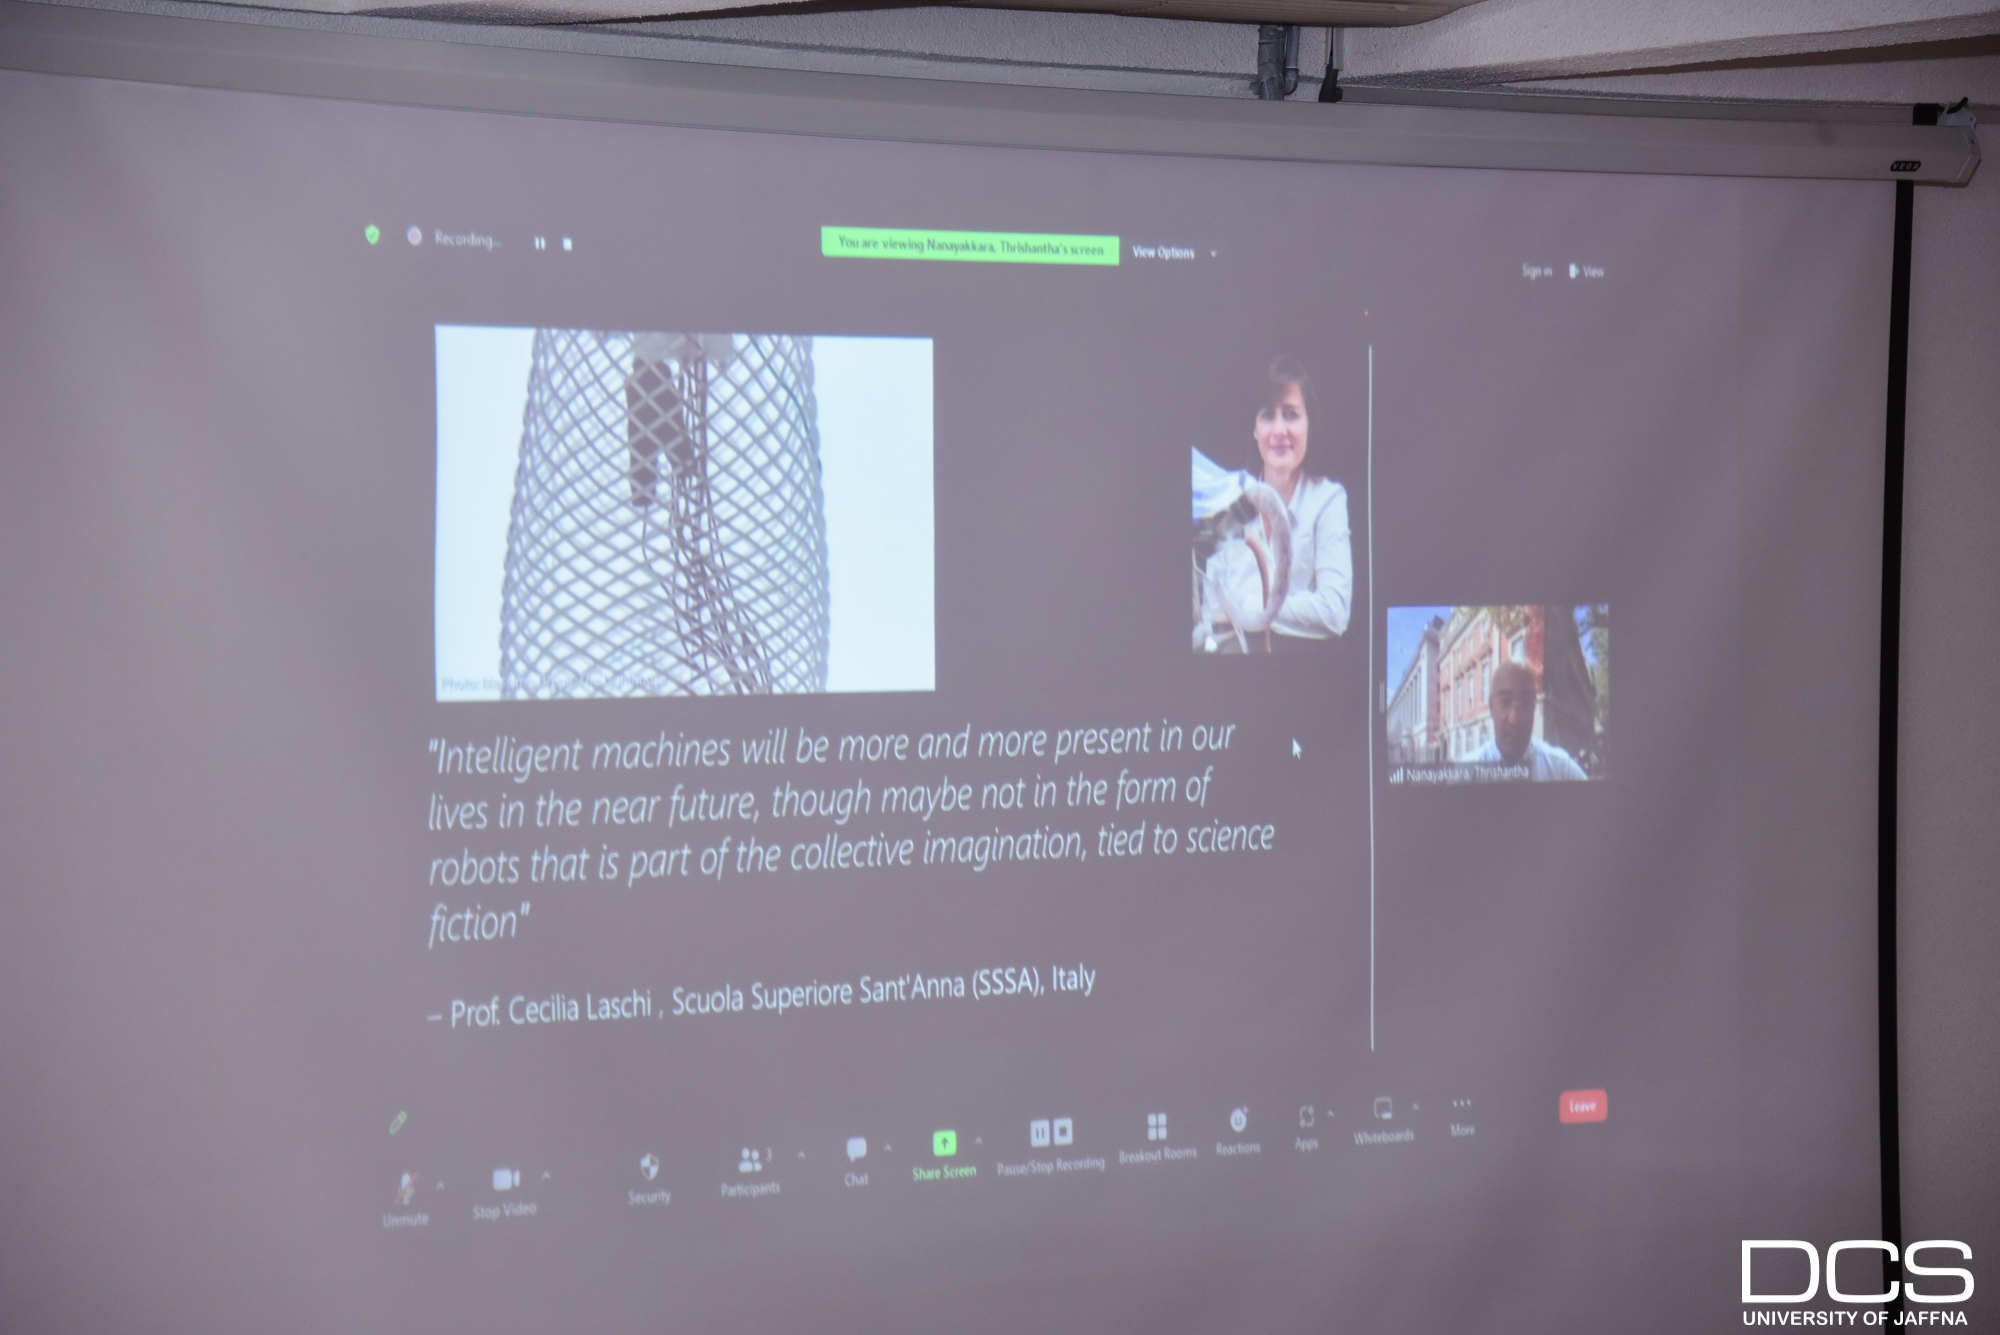 VEGA
Recording...
You are viewing Nanayakkara, Thrishantha's screen
View Options
Sign in
View
Photo:
Nanayakkara, Thrishantha
"Intelligent machines will be more and more present in our
lives in the near future, though maybe not in the form of
robots that is part of the collective imagination, tied to science
fiction"
– Prof. Cecilia Laschi , Scuola Superiore Sant'Anna (SSSA), Italy
Unmute
Stop Video
Security
Participants
3
Chat
Share Screen
Pause/Stop Recording
Breakout Rooms
Reactions
Apps
Whiteboards
More
Leave
DCS
UNIVERSITY OF JAFFNA